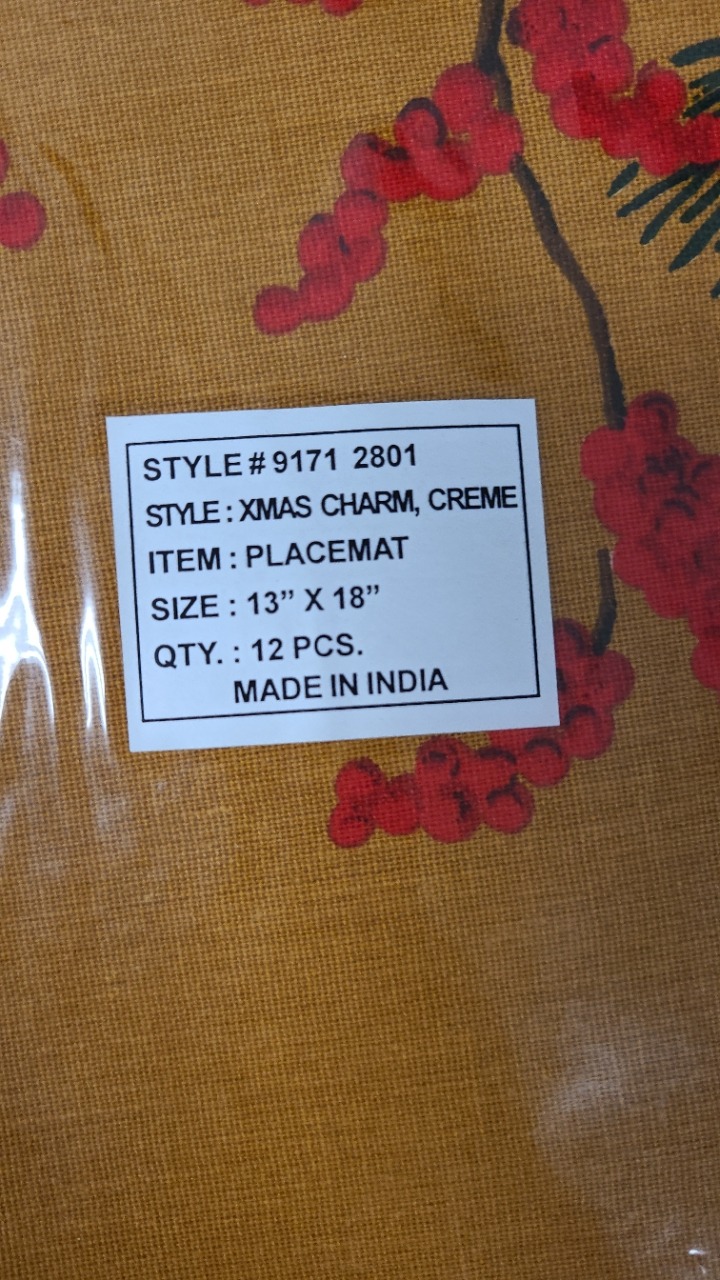 STYLE # 9171 2801
STYLE : XMAS CHARM, CREME
ITEM : PLACEMAT
SIZE : 13” X 18”
QTY. : 12 PCS.
MADE IN INDIA